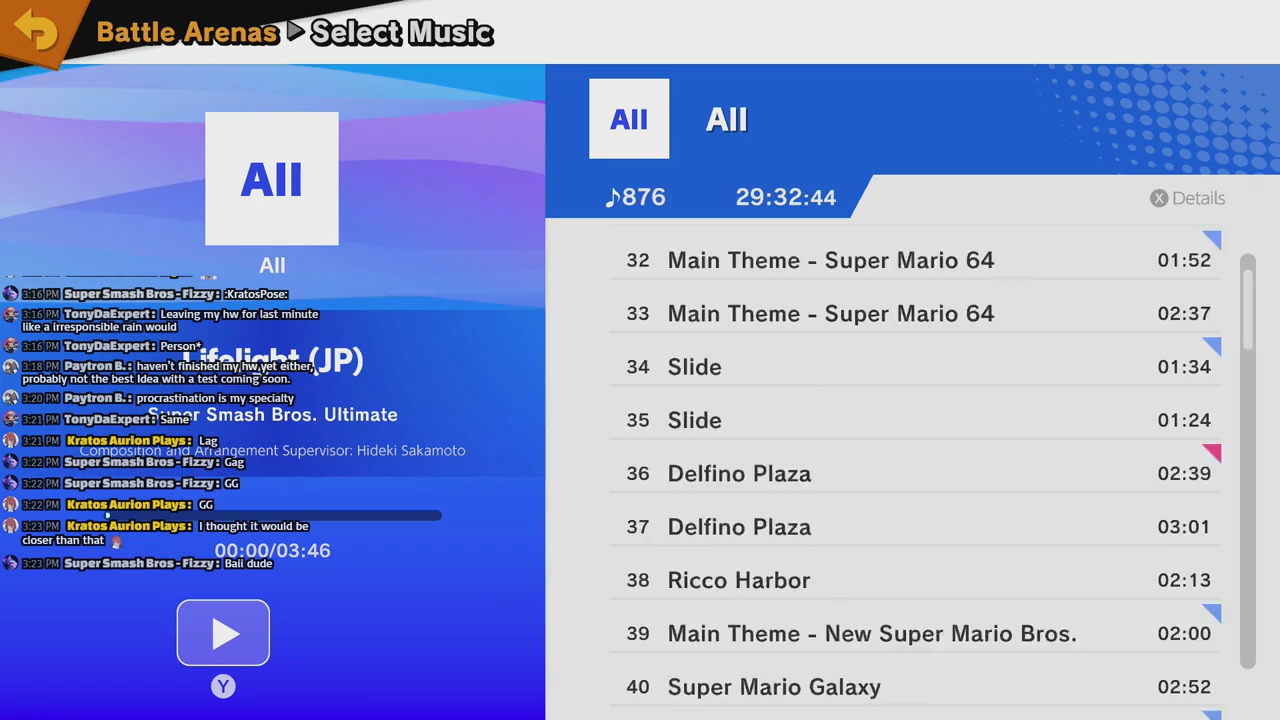 Battle Arenas ▶ Select Music
All
All
Lifelight (JP)
Super Smash Bros. Ultimate
Composition and Arrangement Supervisor: Hideki Sakamoto
00:00/03:46
Y
3:16 PM Super Smash Bros - Fizzy : :KratosPose:
3:16 PM TonyDaExpert : Leaving my hw for last minute
like a irresponsible rain would
3:16 PM TonyDaExpert : Person*
3:18 PM Paytron B. : haven't finished my hw yet either,
probably not the best Idea with a test coming soon.
3:20 PM Paytron B. : procrastination is my specialty
3:21 PM TonyDaExpert : Same
3:21 PM Kratos Aurion Plays : Lag
3:22 PM Super Smash Bros - Fizzy : Gag
3:22 PM Super Smash Bros - Fizzy : GG
3:22 PM Kratos Aurion Plays : GG
3:23 PM Kratos Aurion Plays : I thought it would be
closer than that
3:23 PM Super Smash Bros - Fizzy : Baii dude
All All
♪876 29:32:44
X Details
32 Main Theme - Super Mario 64 01:52
33 Main Theme - Super Mario 64 02:37
34 Slide 01:34
35 Slide 01:24
36 Delfino Plaza 02:39
37 Delfino Plaza 03:01
38 Ricco Harbor 02:13
39 Main Theme - New Super Mario Bros. 02:00
40 Super Mario Galaxy 02:52